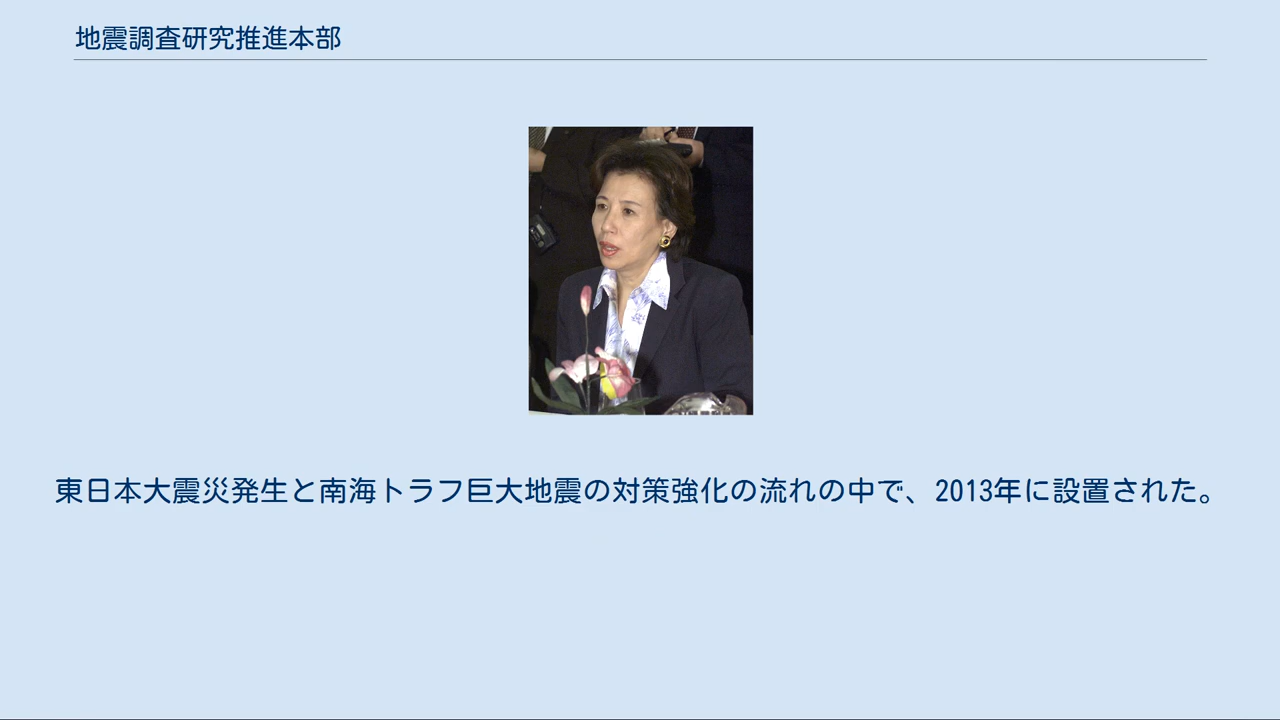 地震調査研究推進本部
東日本大震災発生と南海トラフ巨大地震の対策強化の流れの中で、2013年に設置された。